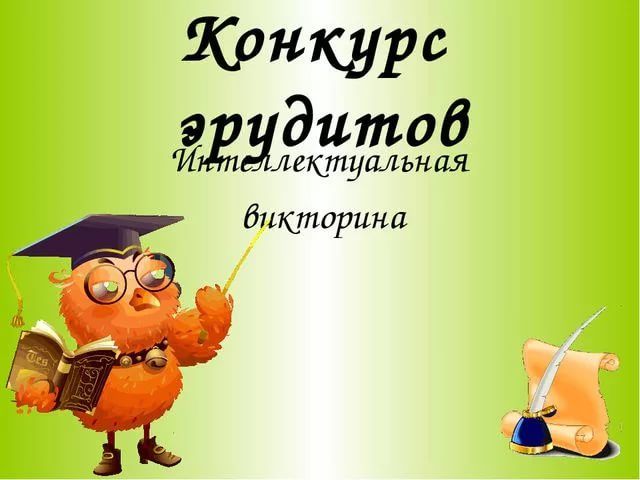 Конкурс
эрудитов
Интеллектуальная
викторина